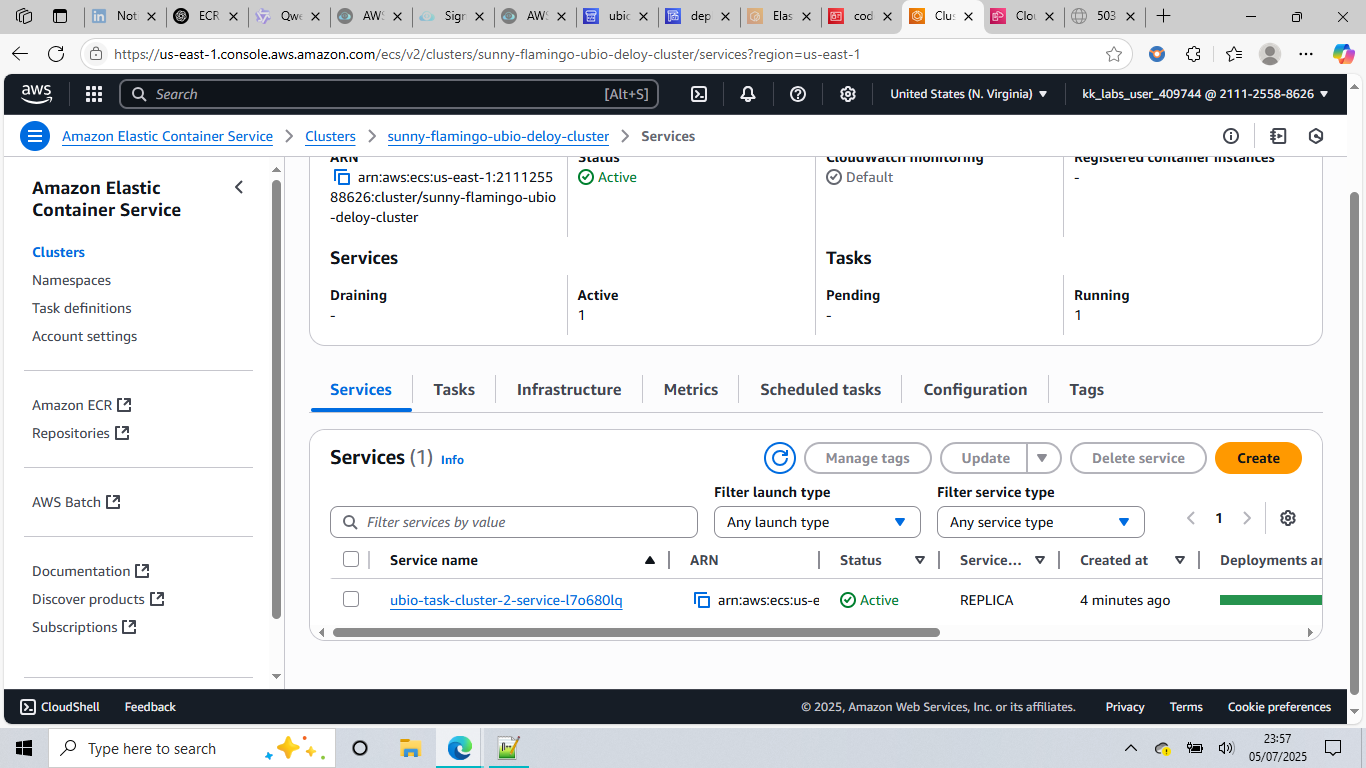 Not
ECR
Qwe
AWS
Sign
AWS
ubio
dep
Elas
cod
Clus
Clou
503
https://us-east-1.console.aws.amazon.com/ecs/v2/clusters/sunny-flamingo-ubio-deloy-cluster/services?region=us-east-1
aws
Search
[Alt+S]
United States (N. Virginia)
kk_labs_user_409744 @ 2111-2558-8626
Amazon Elastic Container Service
Clusters
sunny-flamingo-ubio-deloy-cluster
Services
Amazon Elastic
Container Service
Clusters
Namespaces
Task definitions
Account settings
Amazon ECR
Repositories
AWS Batch
Documentation
Discover products
Subscriptions
ARN
arn:aws:ecs:us-east-1:2111255
88626:cluster/sunny-flamingo-ubio
-deloy-cluster
Status
Active
CloudWatch monitoring
Default
Registered container instances
-
Services
Tasks
Draining
-
Active
1
Pending
-
Running
1
Services
Tasks
Infrastructure
Metrics
Scheduled tasks
Configuration
Tags
Services (1) Info
Manage tags
Update
Delete service
Create
Filter launch type
Filter service type
Filter services by value
Any launch type
Any service type
1
Service name
ARN
Status
Service...
Created at
Deployments an
ubio-task-cluster-2-service-l7o680lq
arn:aws:ecs:us-e
Active
REPLICA
4 minutes ago
CloudShell
Feedback
© 2025, Amazon Web Services, Inc. or its affiliates.
Privacy
Terms
Cookie preferences
Type here to search
23:57
05/07/2025